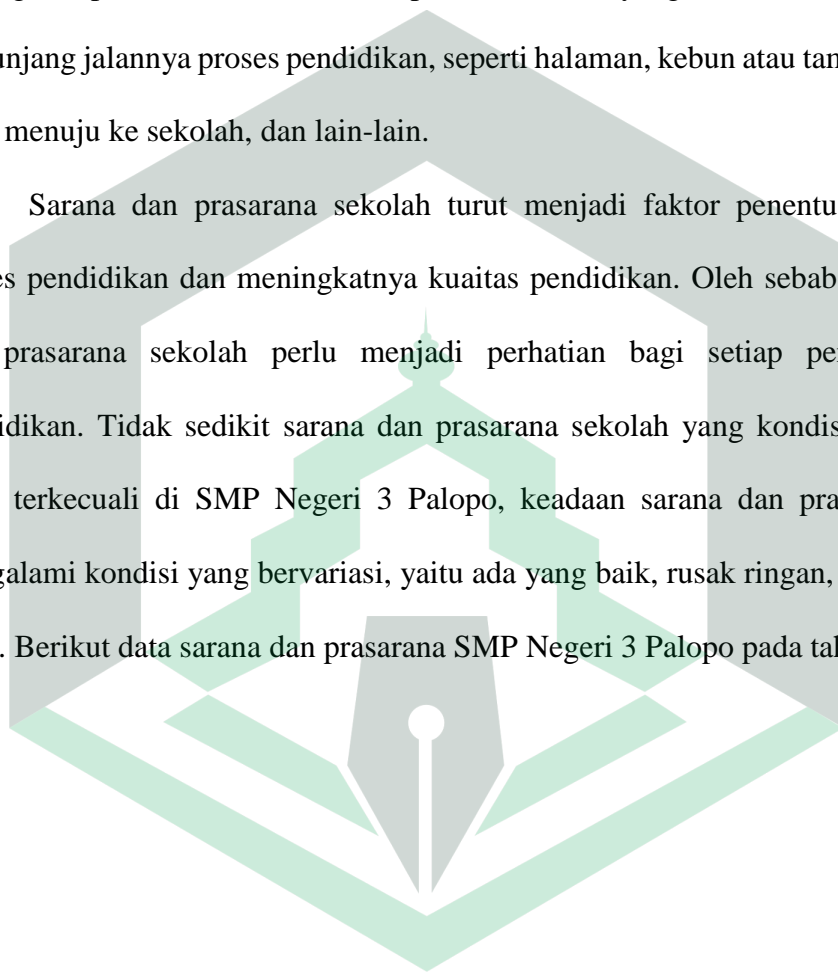 unjang jalannya proses pendidikan, seperti halaman, kebun atau tan
menuju ke sekolah, dan lain-lain.
Sarana dan prasarana sekolah turut menjadi faktor penentu
es pendidikan dan meningkatnya kuaitas pendidikan. Oleh sebab
prasarana sekolah perlu menjadi perhatian bagi setiap pe
idikan. Tidak sedikit sarana dan prasarana sekolah yang kondis
terkecuali di SMP Negeri 3 Palopo, keadaan sarana dan pra
galami kondisi yang bervariasi, yaitu ada yang baik, rusak ringan,
. Berikut data sarana dan prasarana SMP Negeri 3 Palopo pada tal